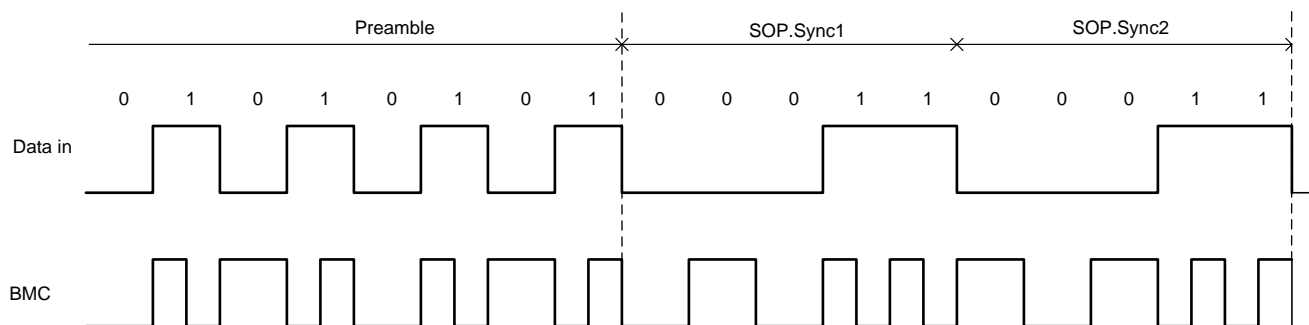 Preamble SOP.Sync1 SOP.Sync2
0 1 0 1 0 1 0 1 0 0 0 1 1 0 0 0 1 1
Data in
BMC